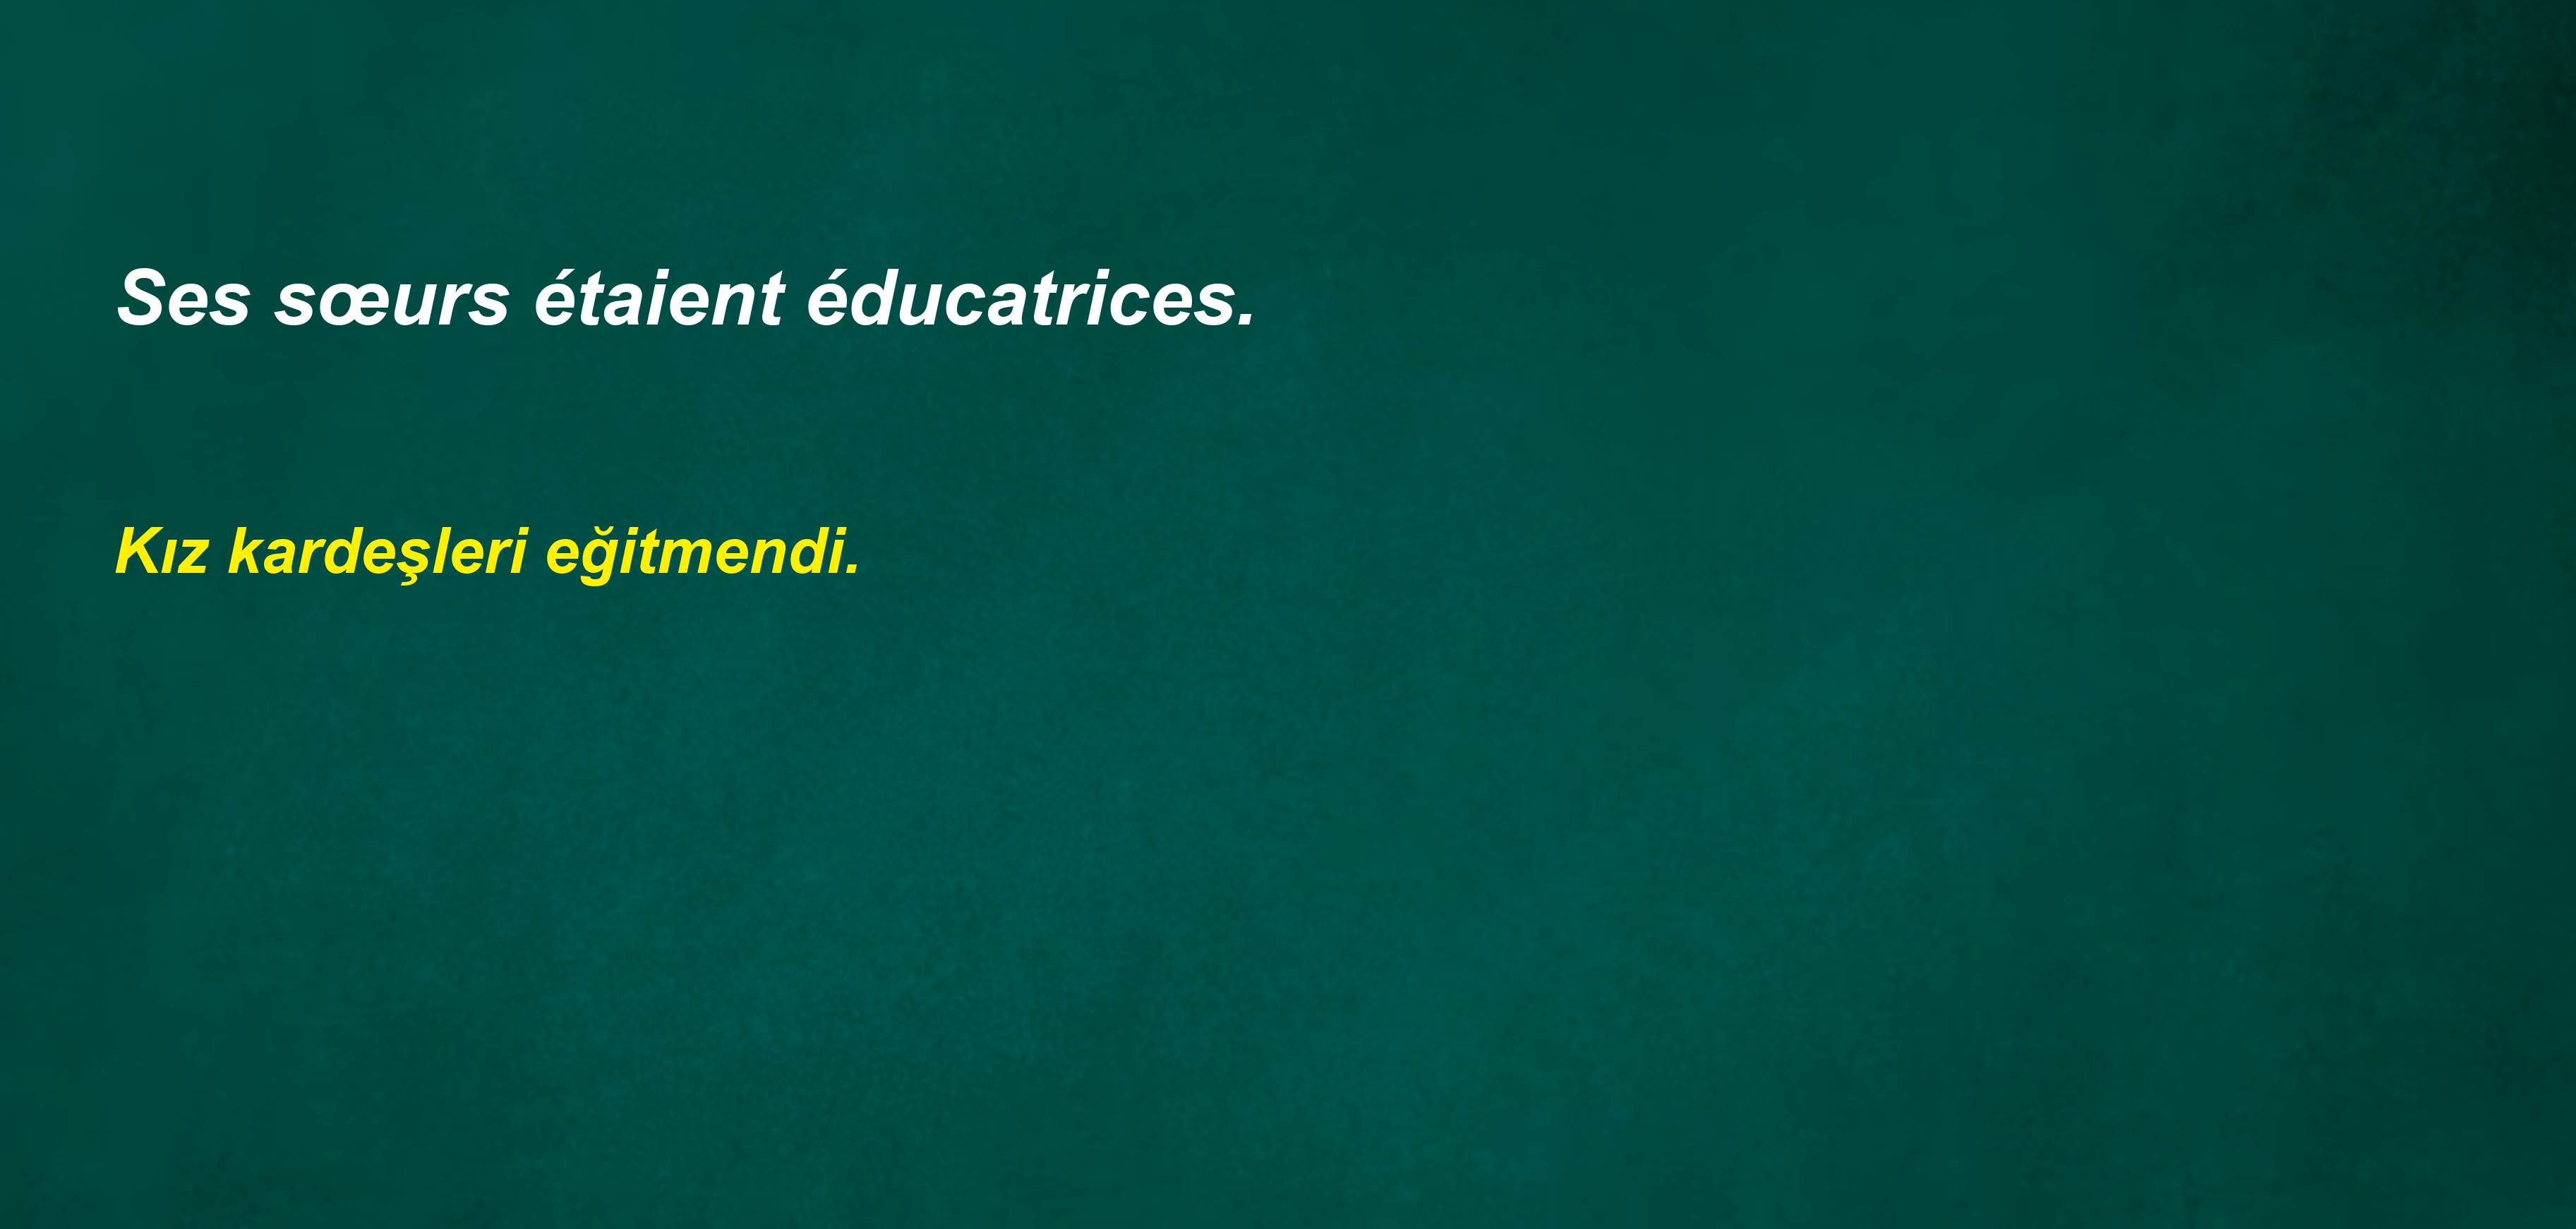 Ses sœurs étaient éducatrices.
Kız kardeşleri eğitmendi.